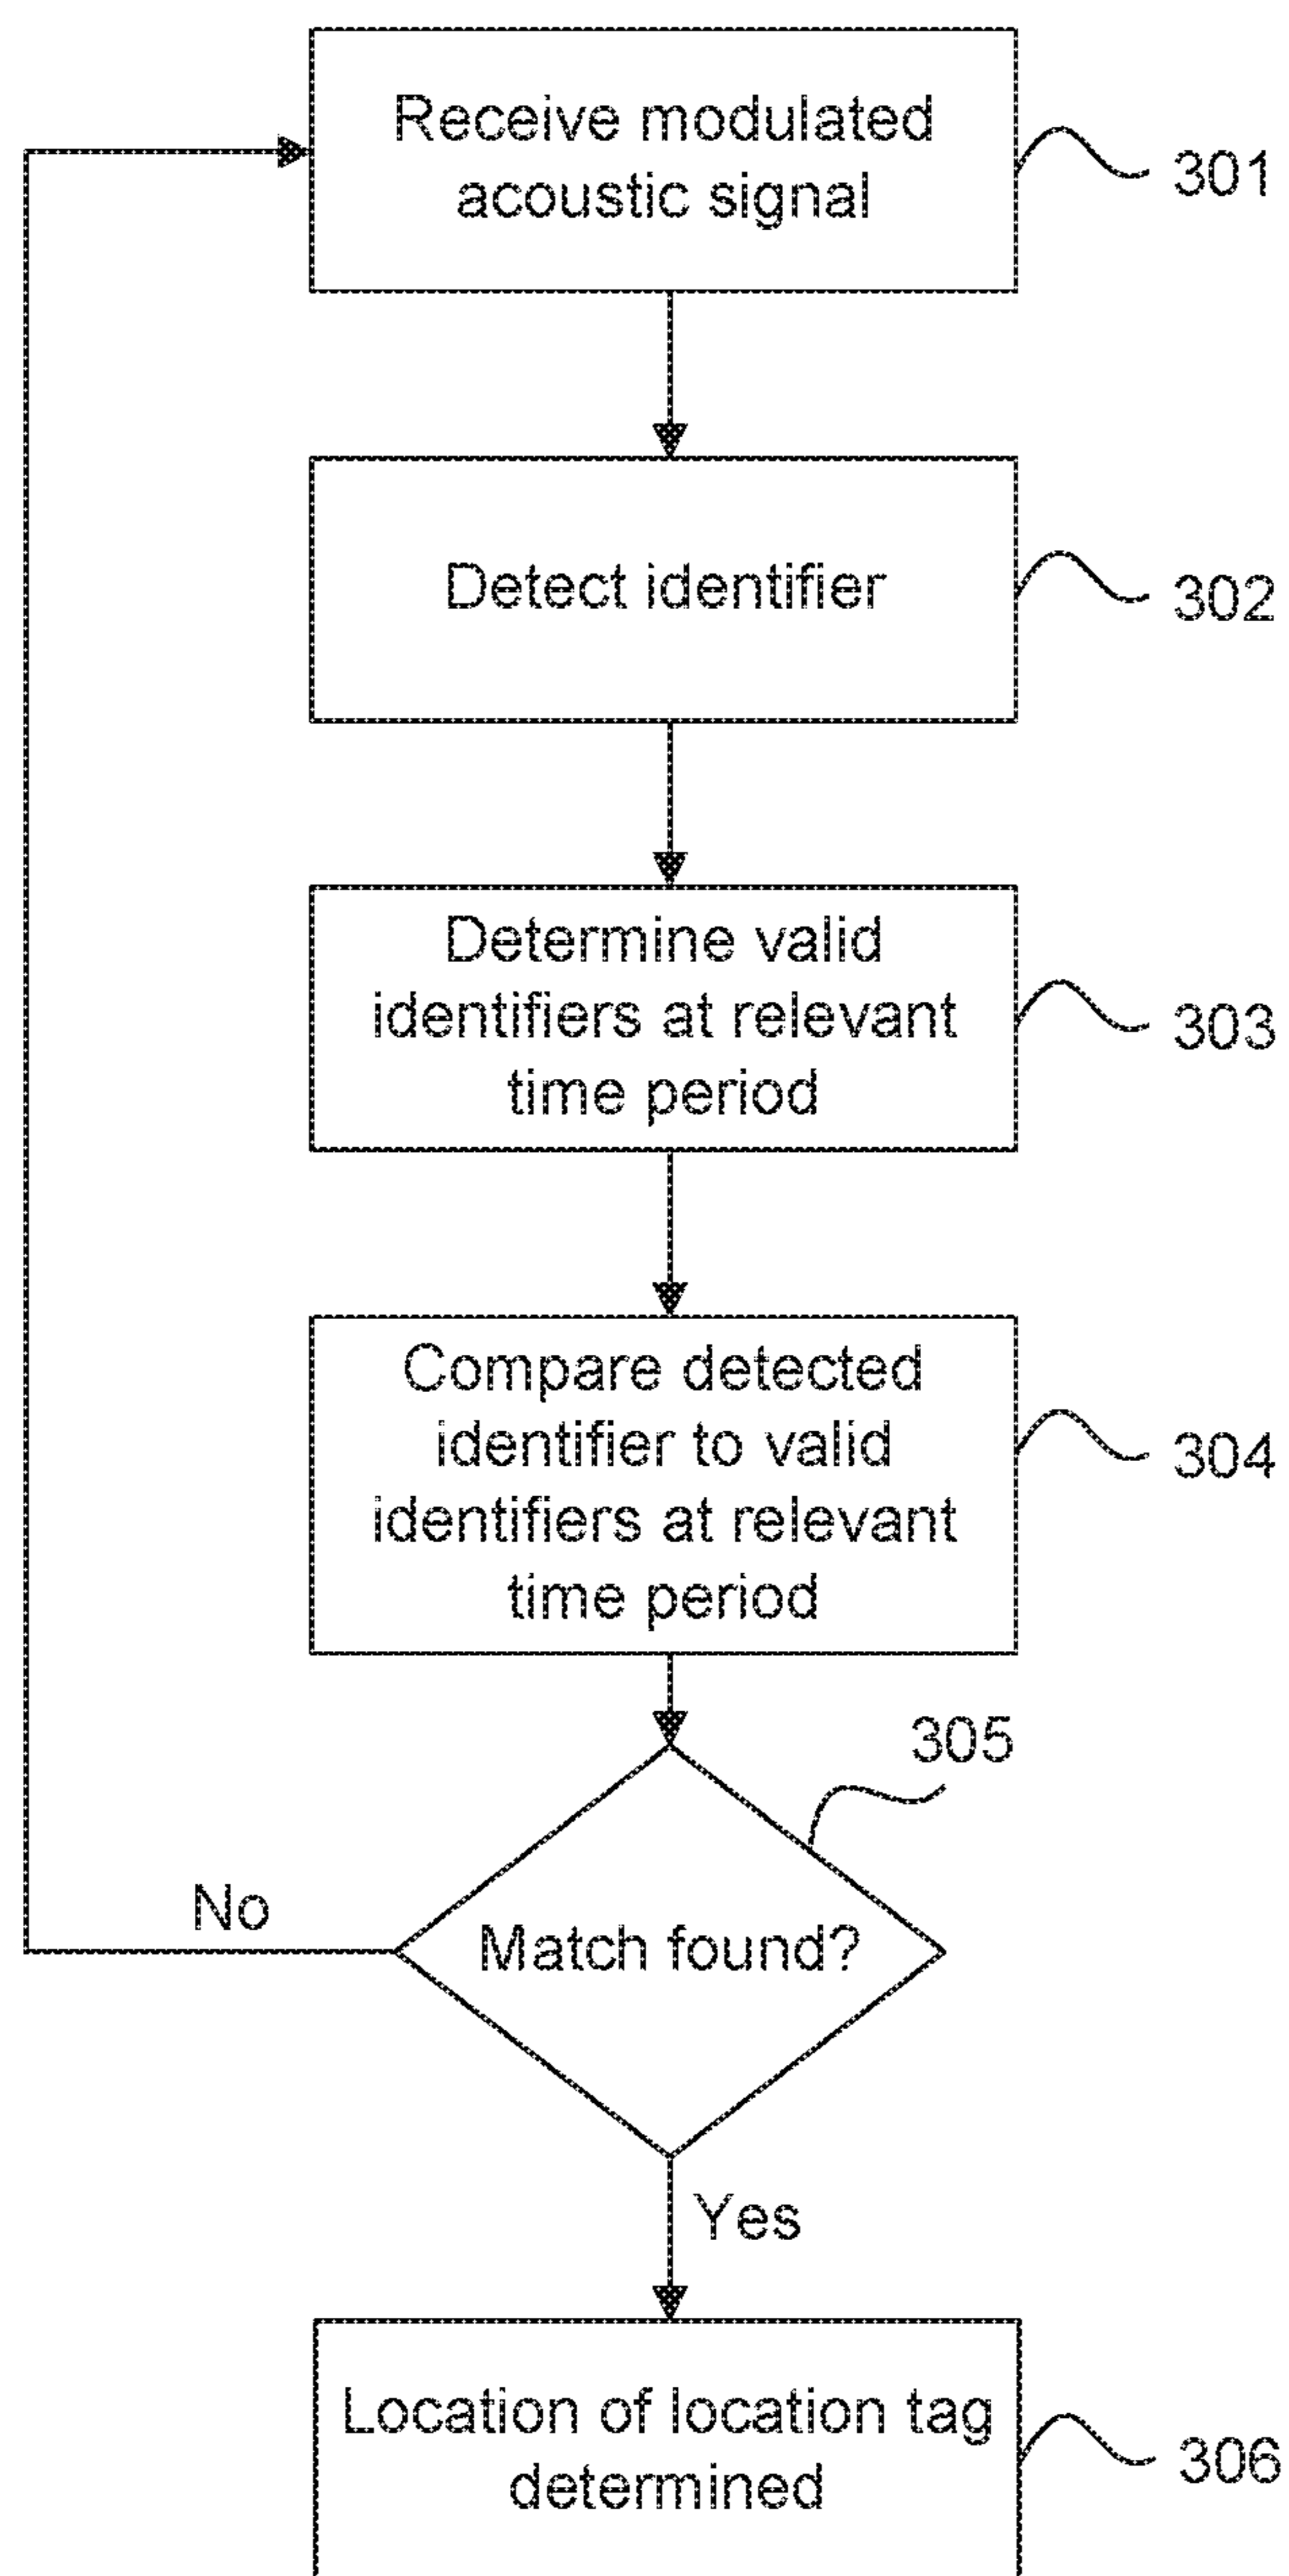 Receive modulated
acoustic signal
301
Detect identifier
302
Determine valid
identifiers at relevant
time period
303
Compare detected
identifier to valid
identifiers at relevant
time period
304
305
No
Match found?
Yes
Location of location tag
determined
306